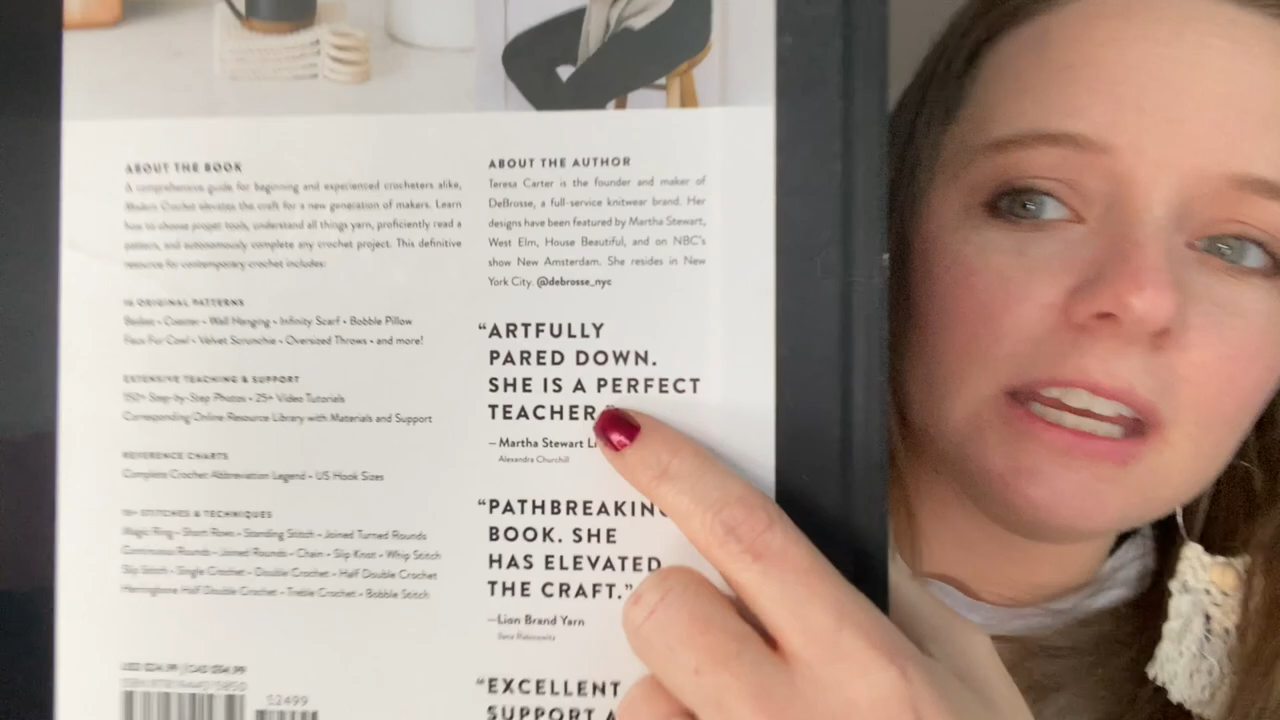 ABOUT THE BOOK
A comprehensive guide for beginning and experienced crocheters alike,
Modern Crochet elevates the craft for a new generation of makers. Learn
how to choose proper tools, understand all things yarn, proficiently read a
pattern, and autonomously complete any crochet project. This definitive
resource for contemporary crochet includes:
ORIGINAL PATTERNS
Basket • Coaster • Wall Hanging • Infinity Scarf • Bobble Pillow
Faux Fur Cowl • Velvet Scrunchie • Oversized Throws • and more!
EXTENSIVE TEACHING & SUPPORT
150+ Step-by-Step Photos • 25+ Video Tutorials
Corresponding Online Resource Library with Materials and Support
REFERENCE CHARTS
Complete Crochet Abbreviation Legend • US Hook Sizes
STITCHES & TECHNIQUES
Magic Ring • Short Rows • Standing Stitch • Joined Turned Rounds
Continuous Rounds • Joined Rounds • Chain • Slip Knot • Whip Stitch
Slip Stitch • Single Crochet • Double Crochet • Half Double Crochet
Herringbone Half Double Crochet • Treble Crochet • Bobble Stitch
52499
ABOUT THE AUTHOR
Teresa Carter is the founder and maker of
DeBrosse, a full-service knitwear brand. Her
designs have been featured by Martha Stewart,
West Elm, House Beautiful, and on NBC's
show New Amsterdam. She resides in New
York City. @debrosse_nyc
“ARTFULLY
PARED DOWN.
SHE IS A PERFECT
TEACHER.”
—Martha Stewart Li
Alexandra Churchill
“PATHBREAKING
BOOK. SHE
HAS ELEVATED
THE CRAFT.”
—Lion Brand Yarn
“EXCELLENT
SUPPORT A